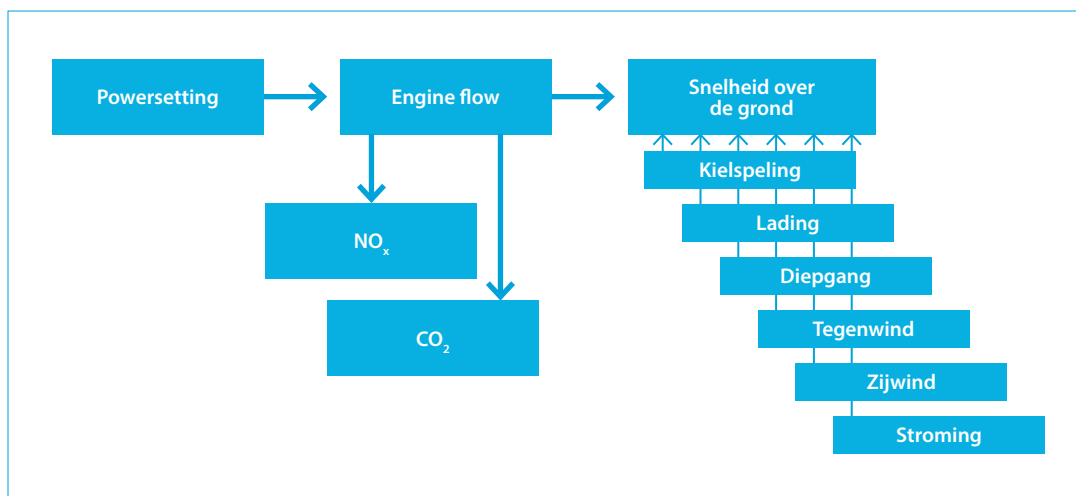 Powersetting
Engine flow
Snelheid over
de grond
Kielspeling
NOx
Lading
Diepgang
CO2
Tegenwind
Zijwind
Stroming